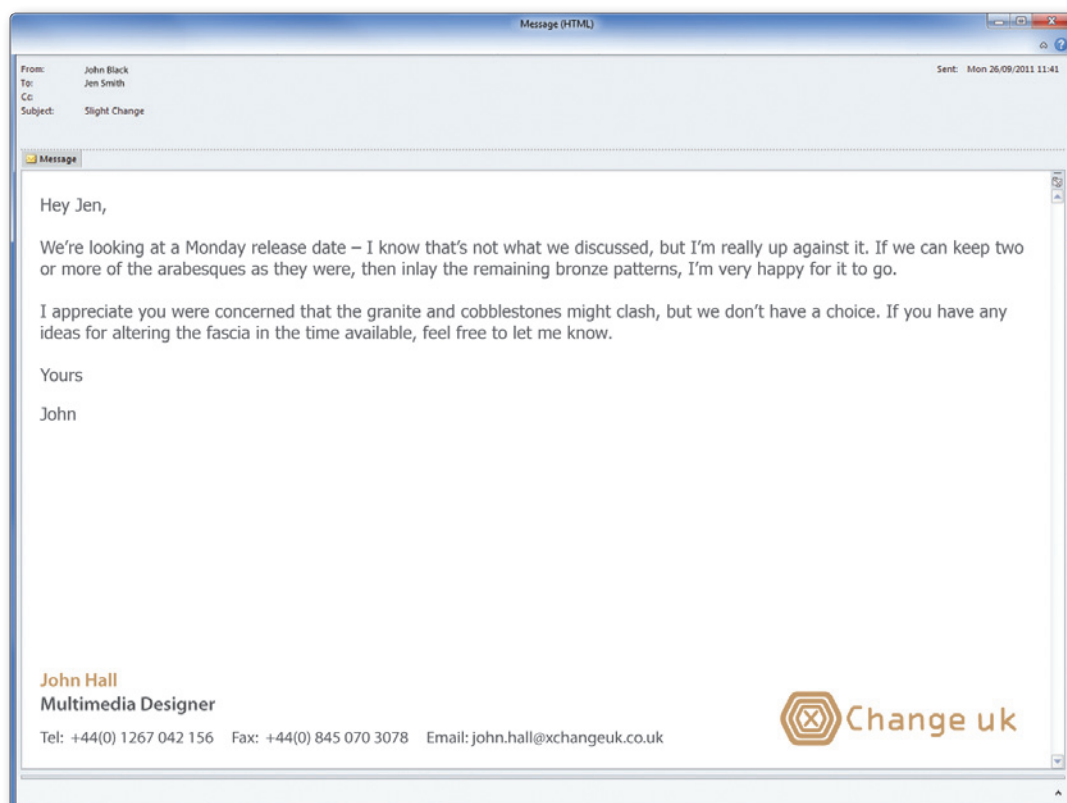 Message (HTML)
From: John Black
Sent: Mon 26/09/2011 11:41
To: Jen Smith
Cc:
Subject: Slight Change
Message
Hey Jen,
We’re looking at a Monday release date – I know that’s not what we discussed, but I’m really up against it. If we can keep two
or more of the arabesques as they were, then inlay the remaining bronze patterns, I’m very happy for it to go.
I appreciate you were concerned that the granite and cobblestones might clash, but we don’t have a choice. If you have any
ideas for altering the fascia in the time available, feel free to let me know.
Yours
John
John Hall
Multimedia Designer
Tel: +44(0) 1267 042 156 Fax: +44(0) 845 070 3078 Email: john.hall@xchangeuk.co.uk
X Change uk